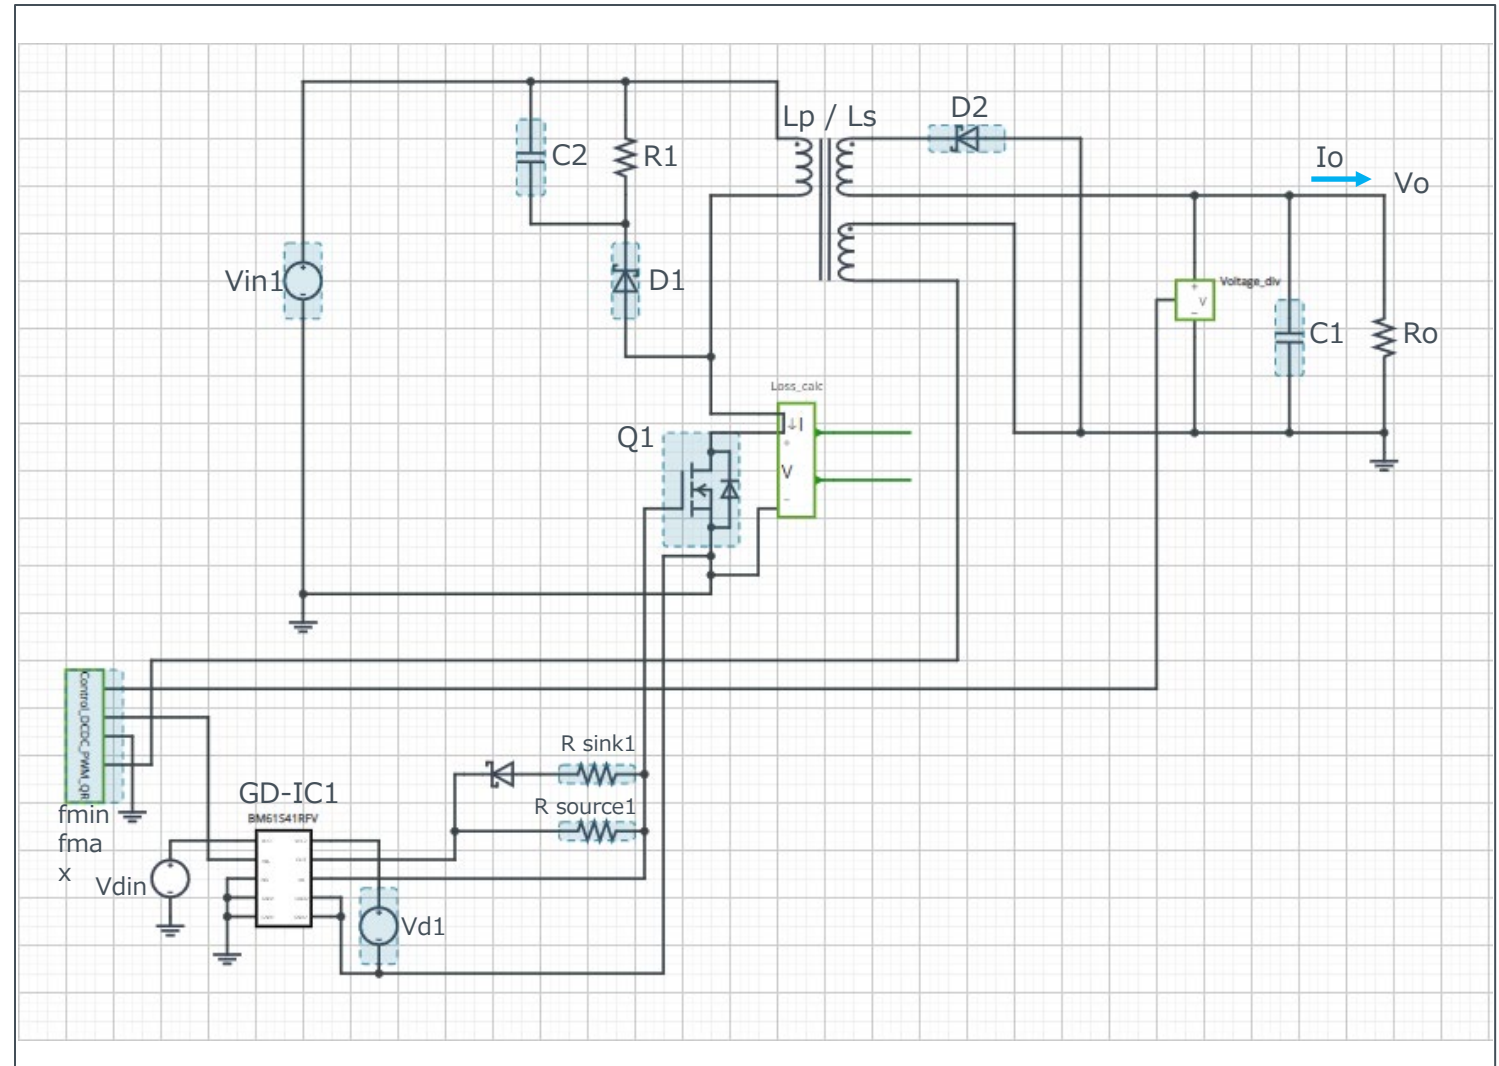 D2
Lp / Ls
Io
C2
R1
Vo
Vin1
D1
Voltage_div
V
C1
Ro
Loss_calc
↓I
Q1
V
Control_DCDC_PWM_QR
R sink1
GD-IC1
R source1
BM61S41RFV
fmin
fma
x
Vdin
Vd1